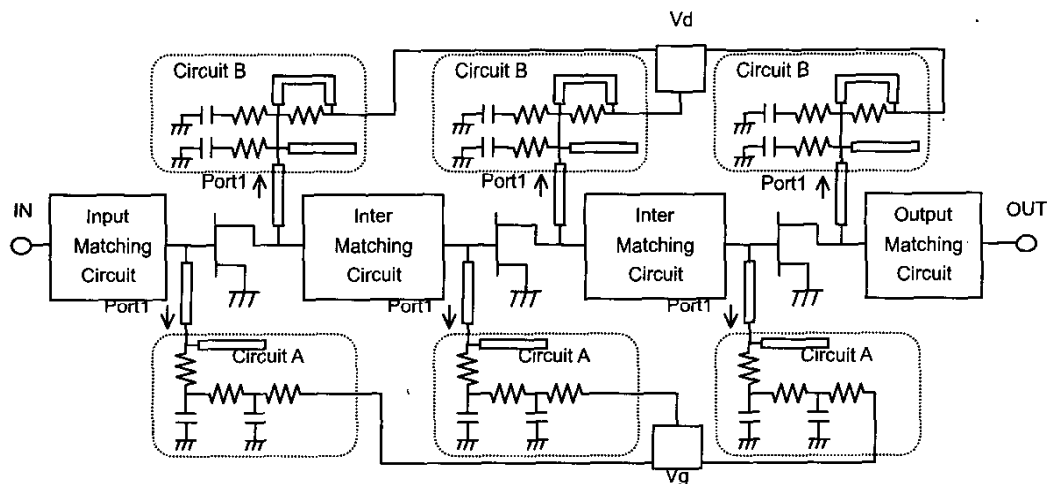 Vd
Circuit B
Circuit B
Circuit B
Port1
Port1
Port1
IN
Input
Matching
Circuit
Inter
Matching
Circuit
Inter
Matching
Circuit
Output
Matching
Circuit
OUT
Port1
Port1
Port1
Circuit A
Circuit A
Circuit A
Vg